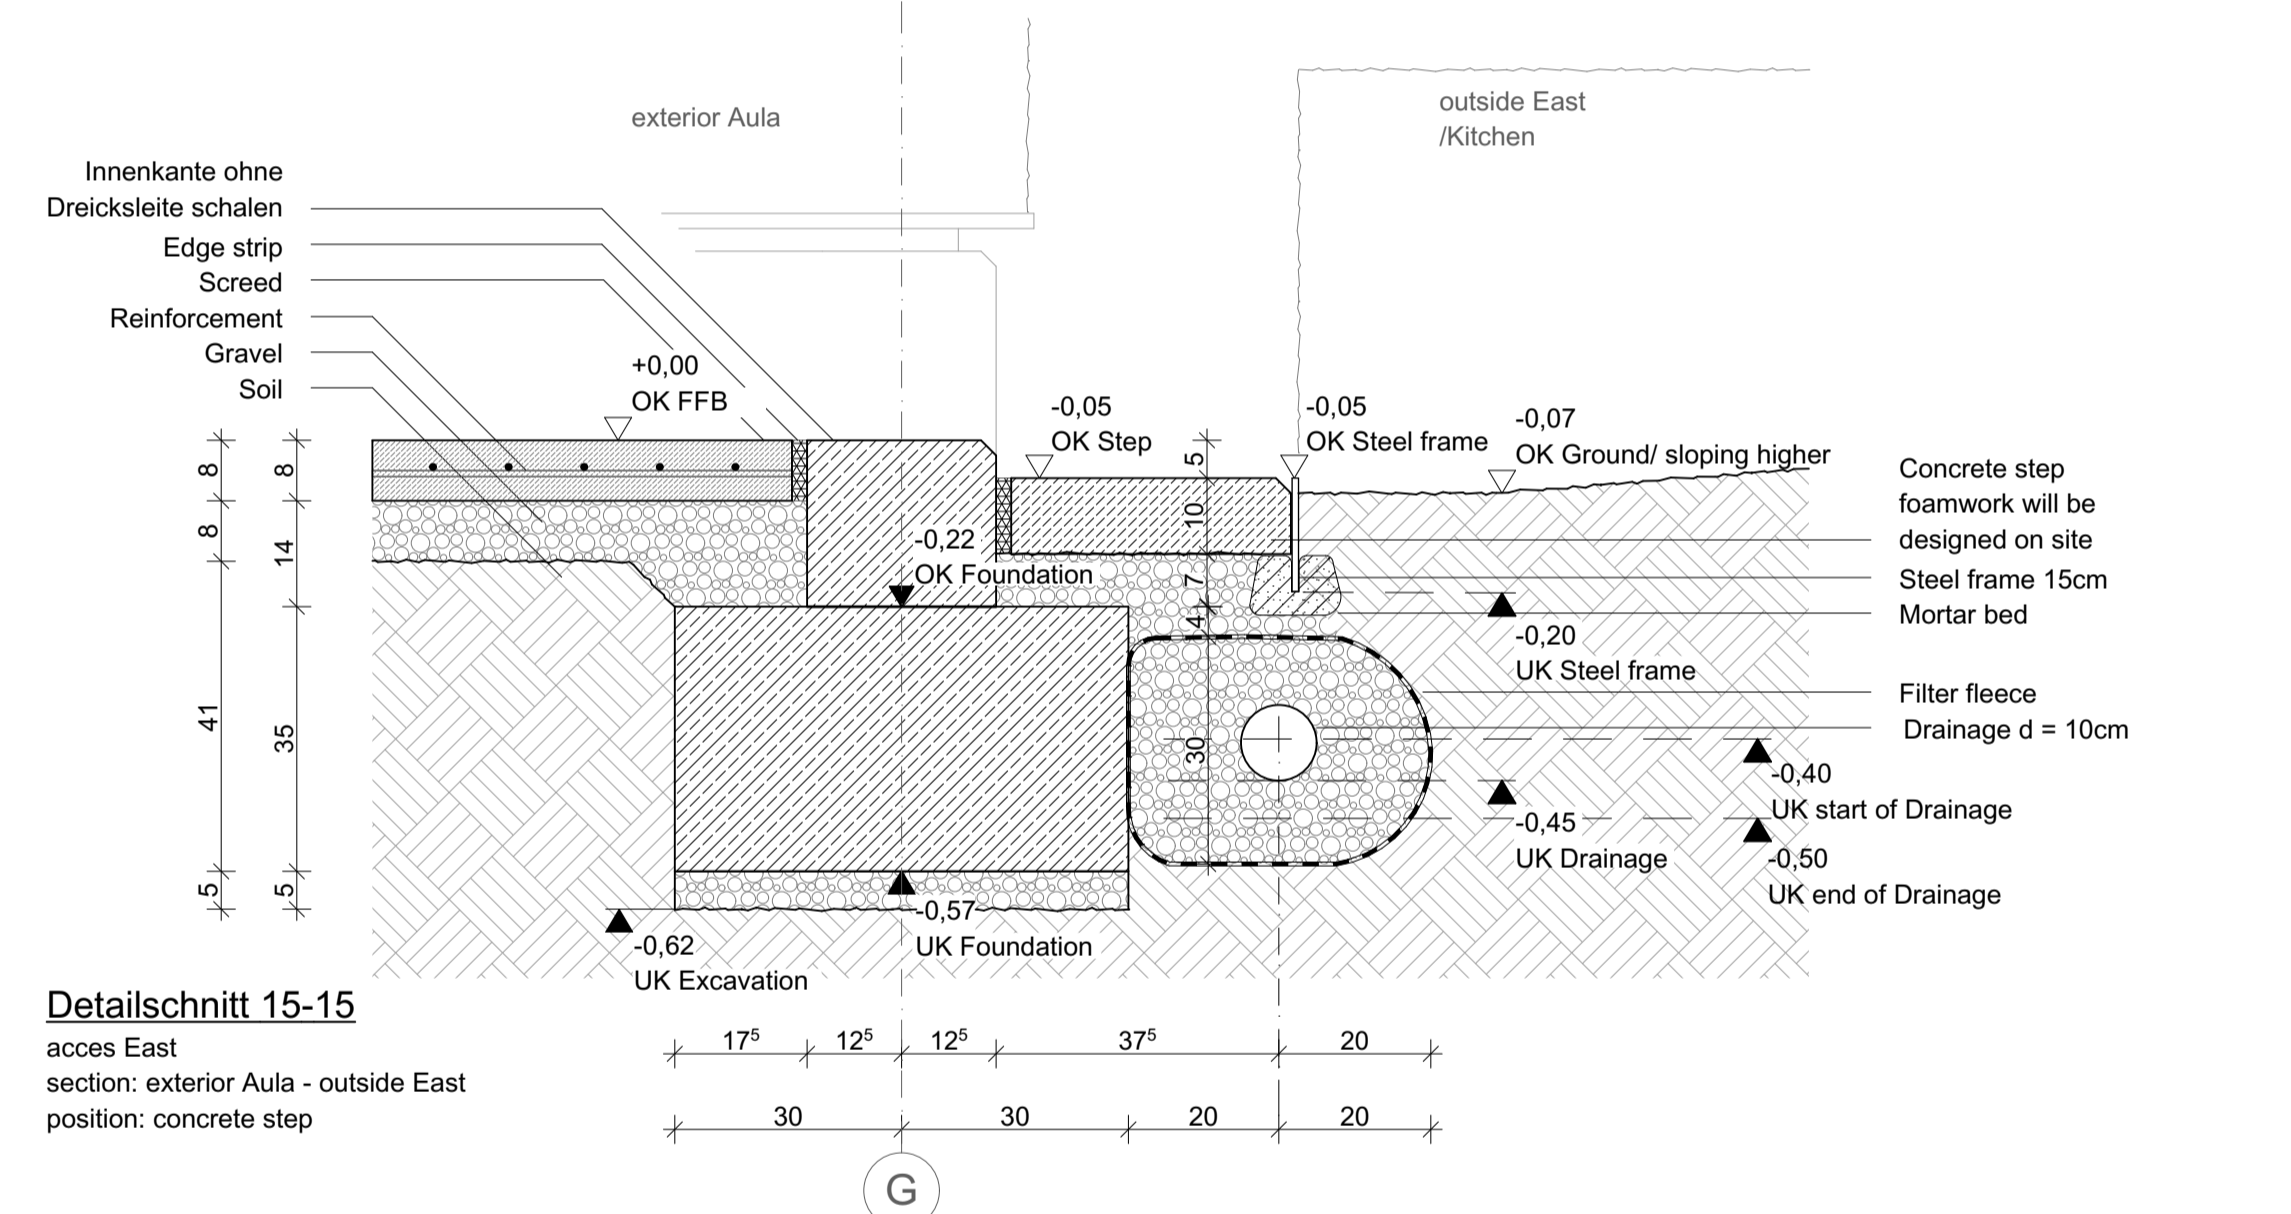 exterior Aula
outside East
/Kitchen
Innenkante ohne
Dreicksleite schalen
Edge strip
Screed
Reinforcement
Gravel
Soil
+0,00
OK FFB
-0,05
OK Step
-0,05
OK Steel frame
-0,07
OK Ground/ sloping higher
Concrete step
foamwork will be
designed on site
Steel frame 15cm
Mortar bed
Filter fleece
Drainage d = 10cm
8
8
41
5
8
14
35
5
5
10
7
4
30
-0,22
OK Foundation
-0,20
UK Steel frame
-0,40
UK start of Drainage
-0,45
UK Drainage
-0,50
UK end of Drainage
-0,57
UK Foundation
-0,62
UK Excavation
Detailschnitt 15-15
acces East
section: exterior Aula - outside East
position: concrete step
17⁵ 12⁵ 12⁵ 37⁵ 20
30 30 20 20
G